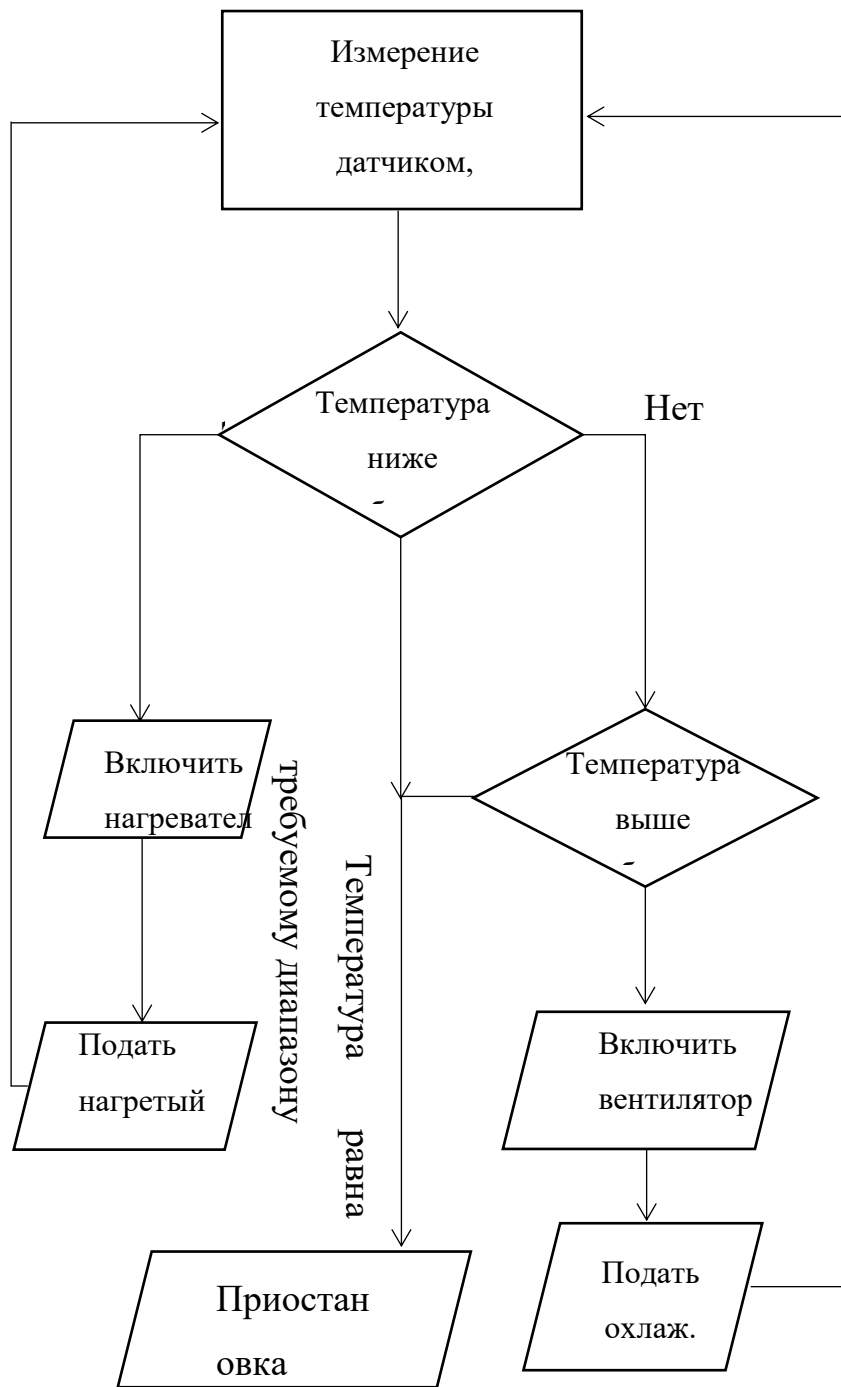 Измерение
температуры
датчиком,
Температура
ниже
Нет
Включить
нагревател
требуемому диапазону
Температура равна
Температура
выше
Подать
нагретый
Включить
вентилятор
Приостан
овка
Подать
охлаж.